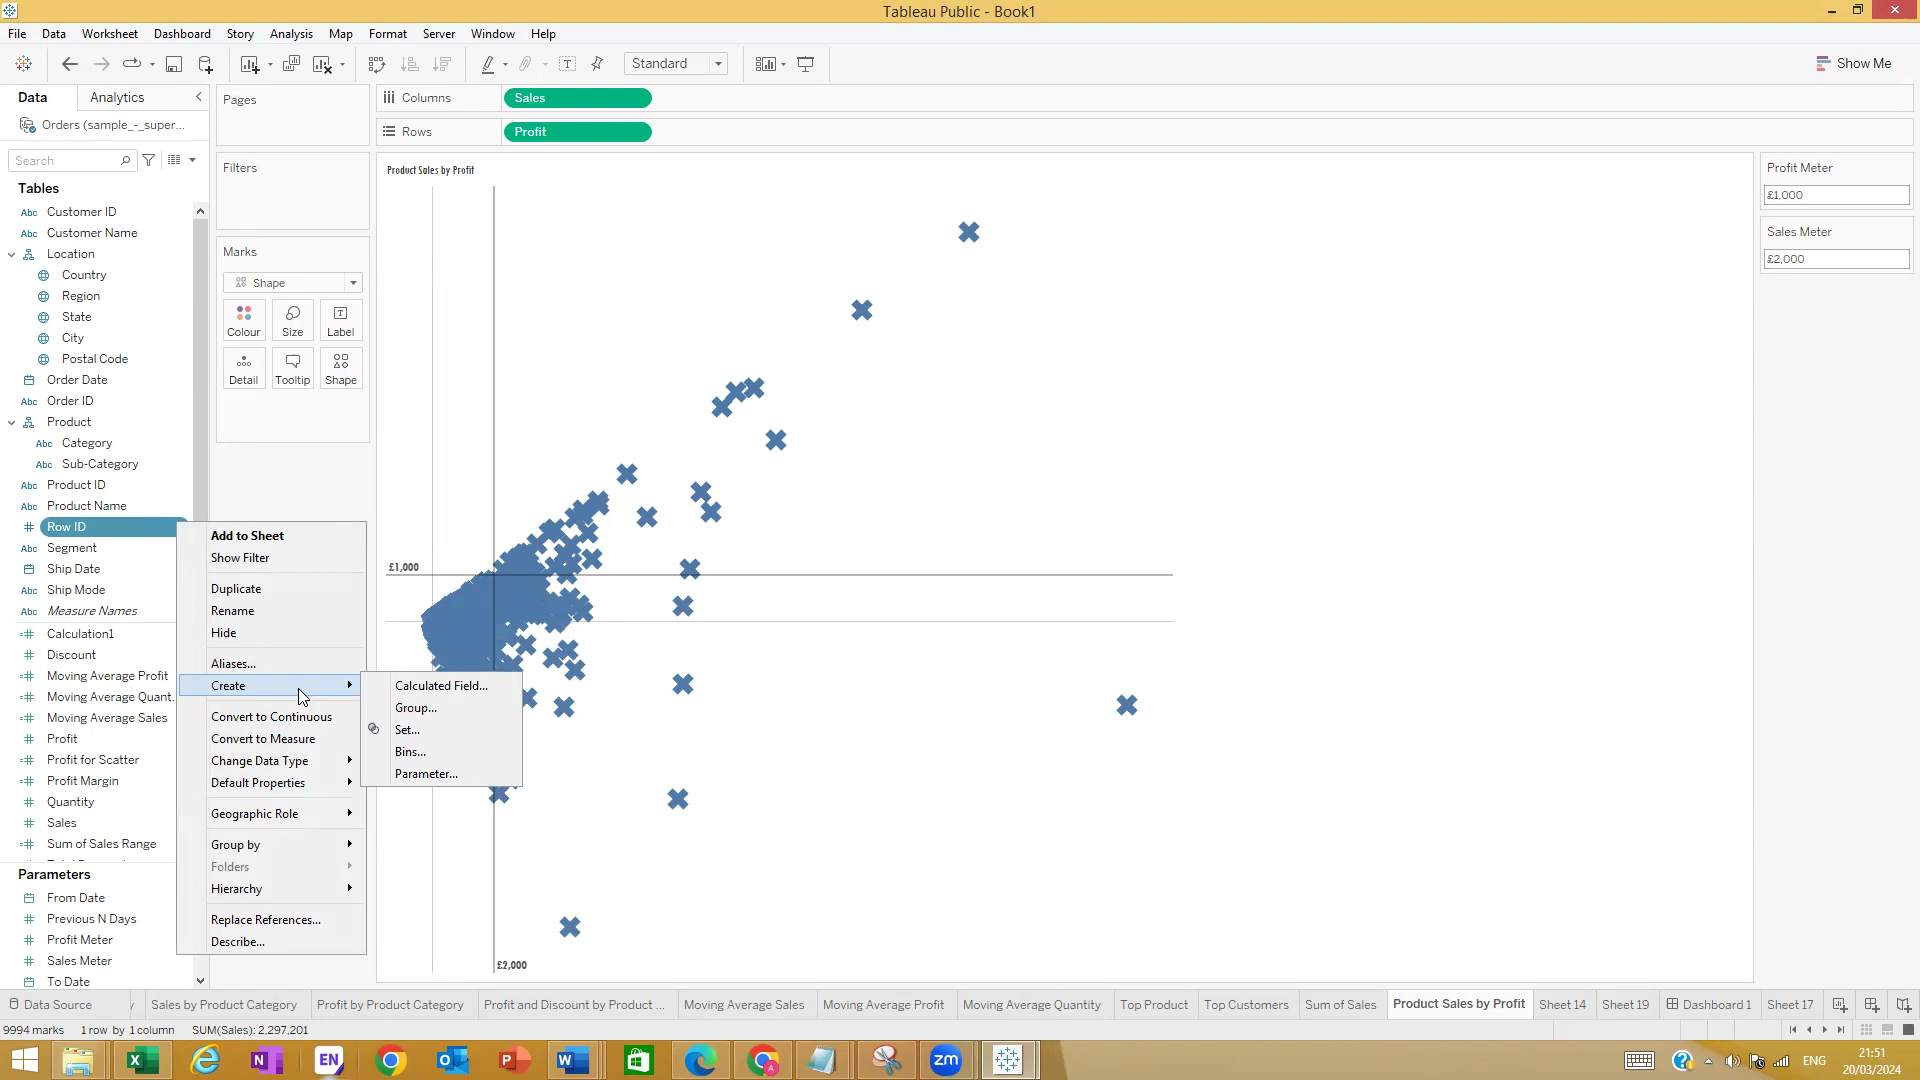 Tableau Public - Book1
File Data Worksheet Dashboard Story Analysis Map Format Server Window Help
Standard
Show Me
Data Analytics
Orders (sample_-_super...
Search
Tables
Abc Customer ID
Abc Customer Name
Location
Country
Region
State
City
Postal Code
Order Date
Order ID
Product
Abc Category
Abc Sub-Category
Abc Product ID
Abc Product Name
Row ID
Abc Segment
Ship Date
Abc Ship Mode
Abc Measure Names
Calculation1
Discount
Moving Average Profit
Moving Average Quant...
Moving Average Sales
Profit
Profit for Scatter
Profit Margin
Quantity
Sales
Sum of Sales Range
Parameters
From Date
Previous N Days
Profit Meter
Sales Meter
To Date
Pages
Filters
Marks
Shape
Colour Size Label
Detail Tooltip Shape
Columns Sales
Rows Profit
Product Sales by Profit
£1,000
£2,000
Profit Meter
£1,000
Sales Meter
£2,000
Add to Sheet
Show Filter
Duplicate
Rename
Hide
Aliases...
Create
Convert to Continuous
Convert to Measure
Change Data Type
Default Properties
Geographic Role
Group by
Folders
Hierarchy
Replace References...
Describe...
Calculated Field...
Group...
Set...
Bins...
Parameter...
Data Source Sales by Product Category Profit by Product Category Profit and Discount by Product ... Moving Average Sales Moving Average Profit Moving Average Quantity Top Product Top Customers Sum of Sales Product Sales by Profit Sheet 14 Sheet 19 Dashboard 1 Sheet 17
9994 marks 1 row by 1 column SUM(Sales): 2,297,201
EN
zm
ENG
21:51
20/03/2024